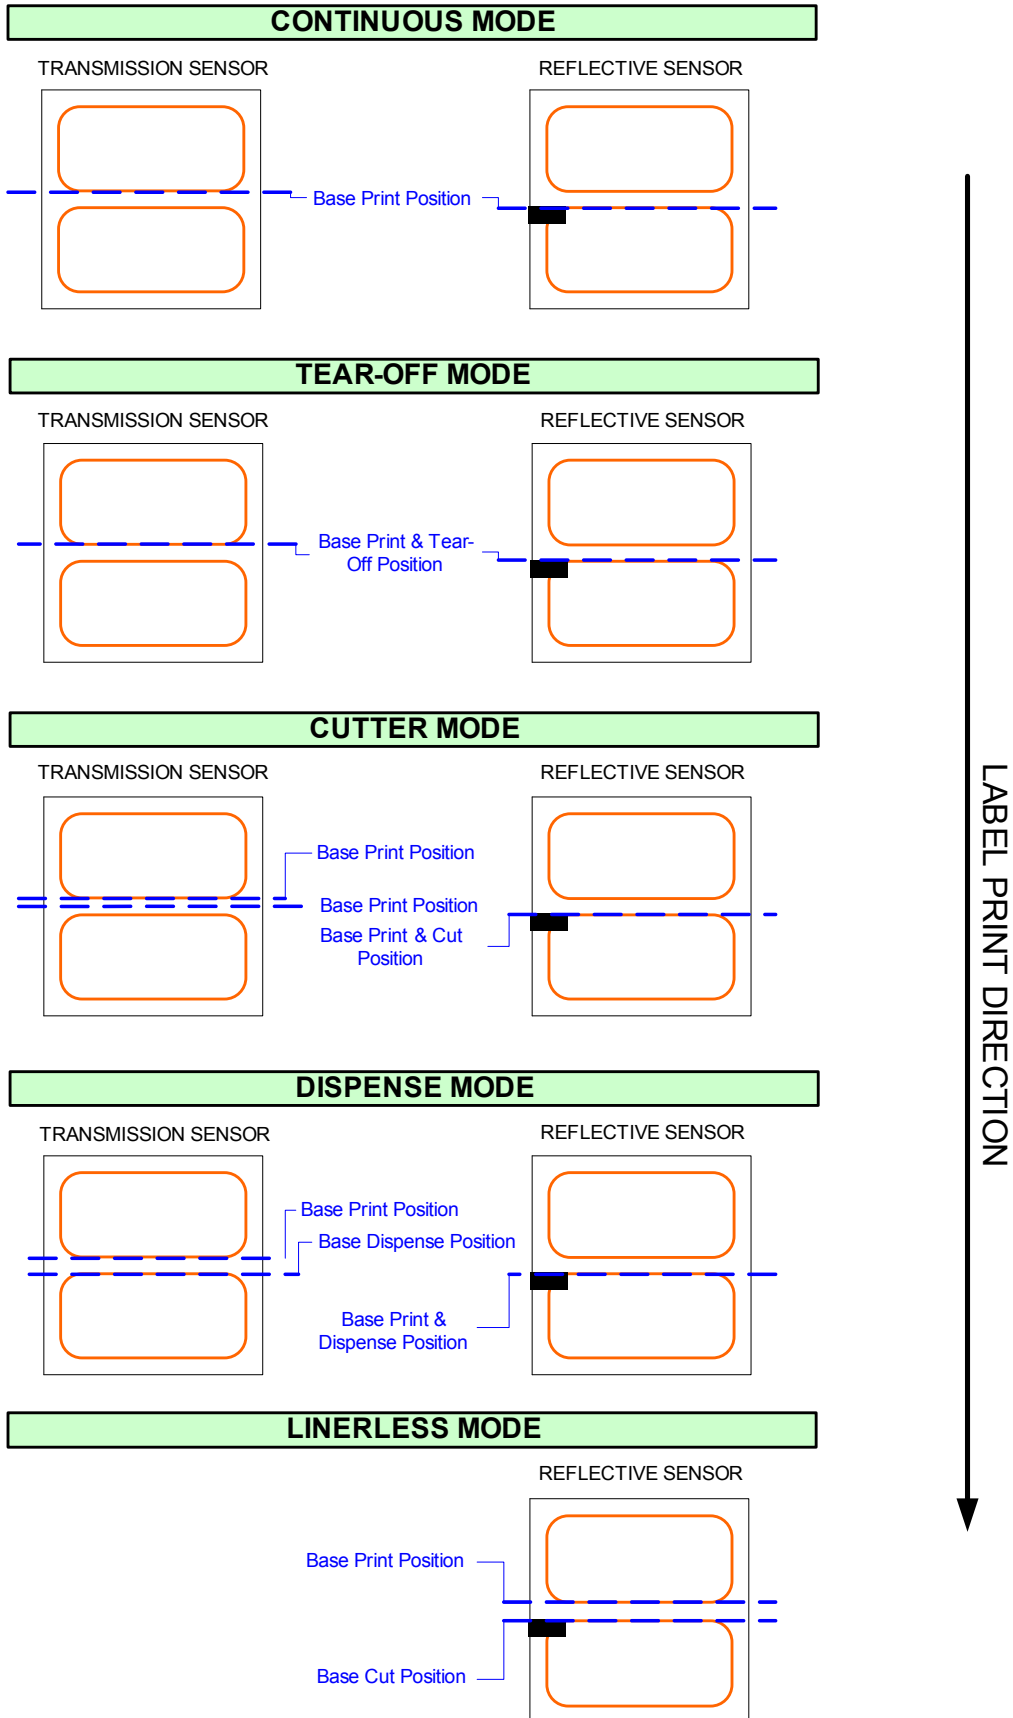 CONTINUOUS MODE
TRANSMISSION SENSOR
REFLECTIVE SENSOR
Base Print Position
TEAR-OFF MODE
TRANSMISSION SENSOR
REFLECTIVE SENSOR
Base Print & Tear-
Off Position
CUTTER MODE
TRANSMISSION SENSOR
REFLECTIVE SENSOR
Base Print Position
Base Print Position
Base Print & Cut
Position
DISPENSE MODE
TRANSMISSION SENSOR
REFLECTIVE SENSOR
Base Print Position
Base Dispense Position
Base Print &
Dispense Position
LINERLESS MODE
REFLECTIVE SENSOR
Base Print Position
Base Cut Position
LABEL PRINT DIRECTION